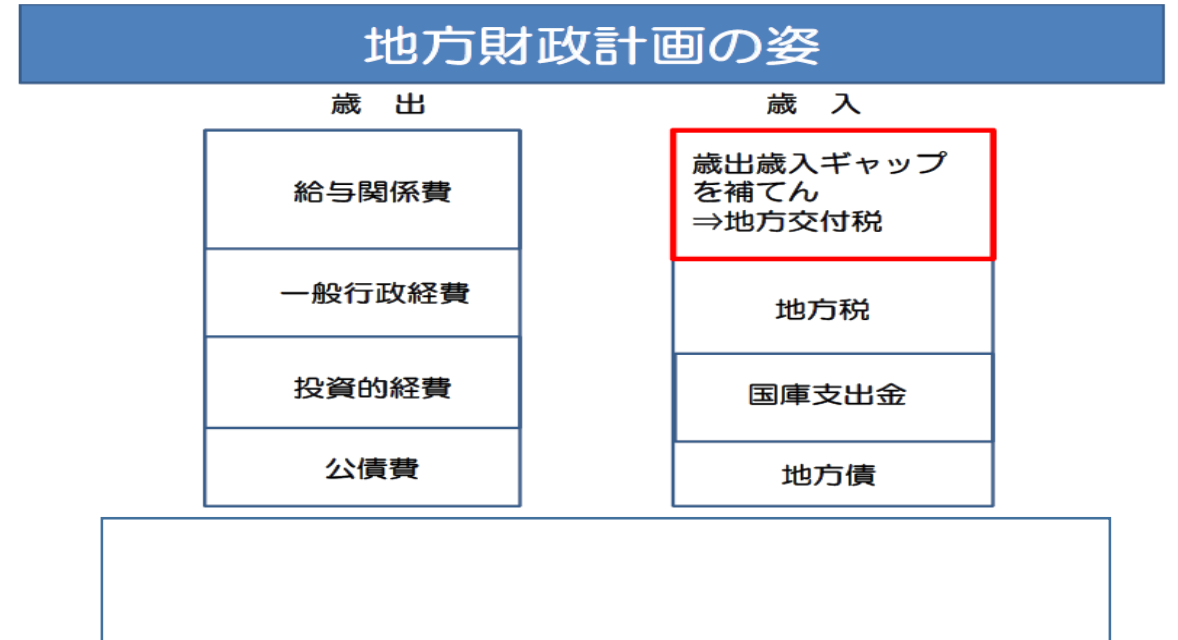 地方財政計画の姿
歳 出
給与関係費
一般行政経費
投資的経費
公債費
歳 入
歳出歳入ギャップ
を補てん
⇒地方交付税
地方税
国庫支出金
地方債